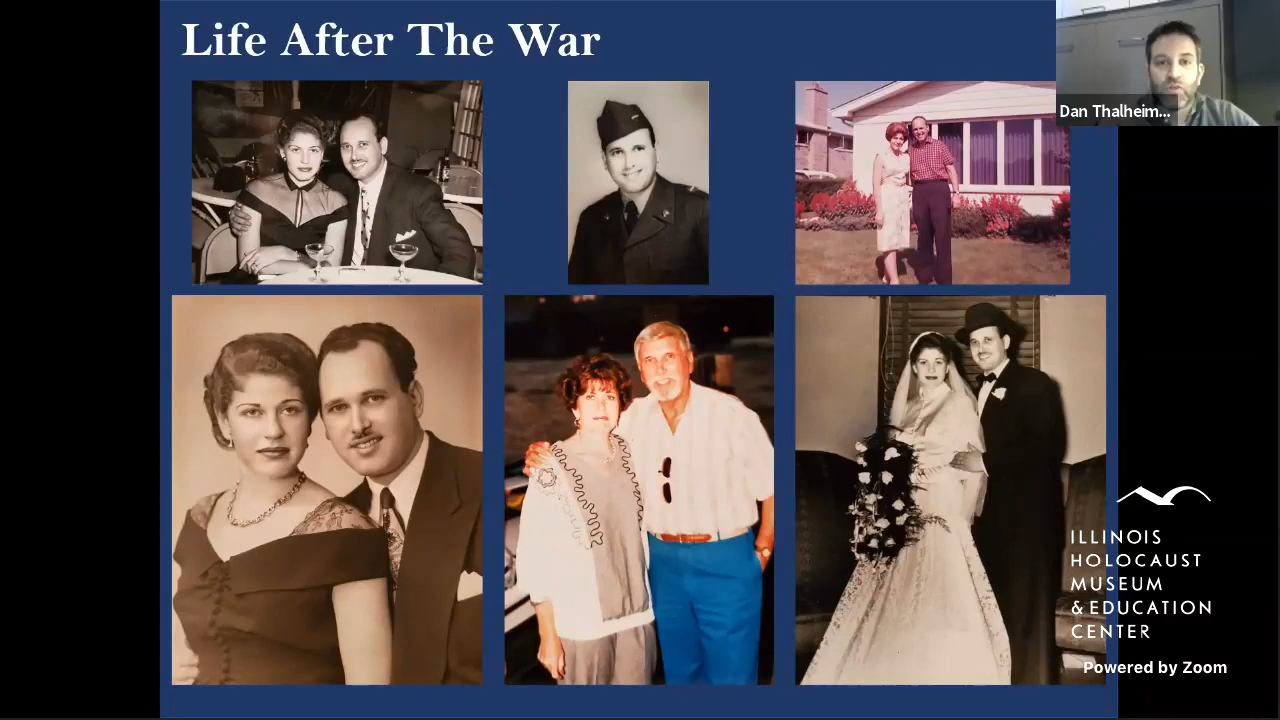 Life After The War
Dan Thalheim...
ILLINOIS
HOLOCAUST
MUSEUM
& EDUCATION
CENTER
Powered by Zoom